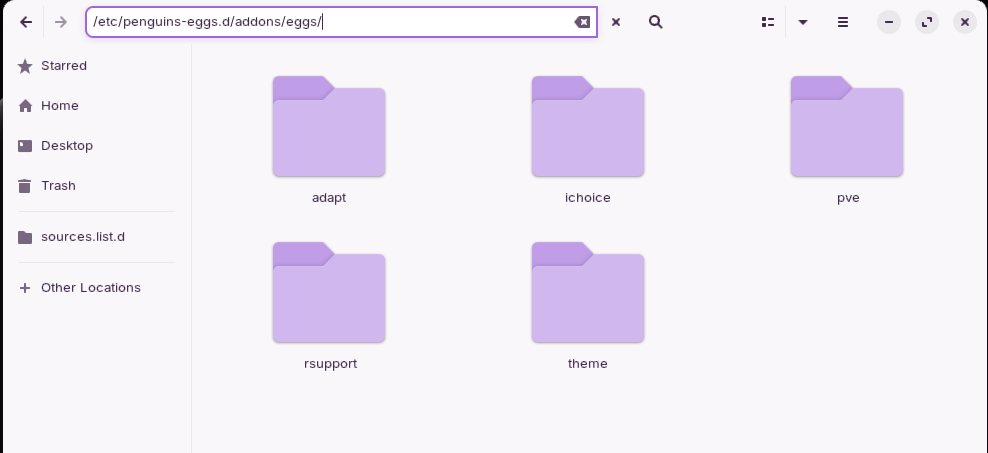 /etc/penguins-eggs.d/addons/eggs/
Starred
Home
Desktop
Trash
sources.list.d
Other Locations
adapt
ichoice
pve
rsupport
theme